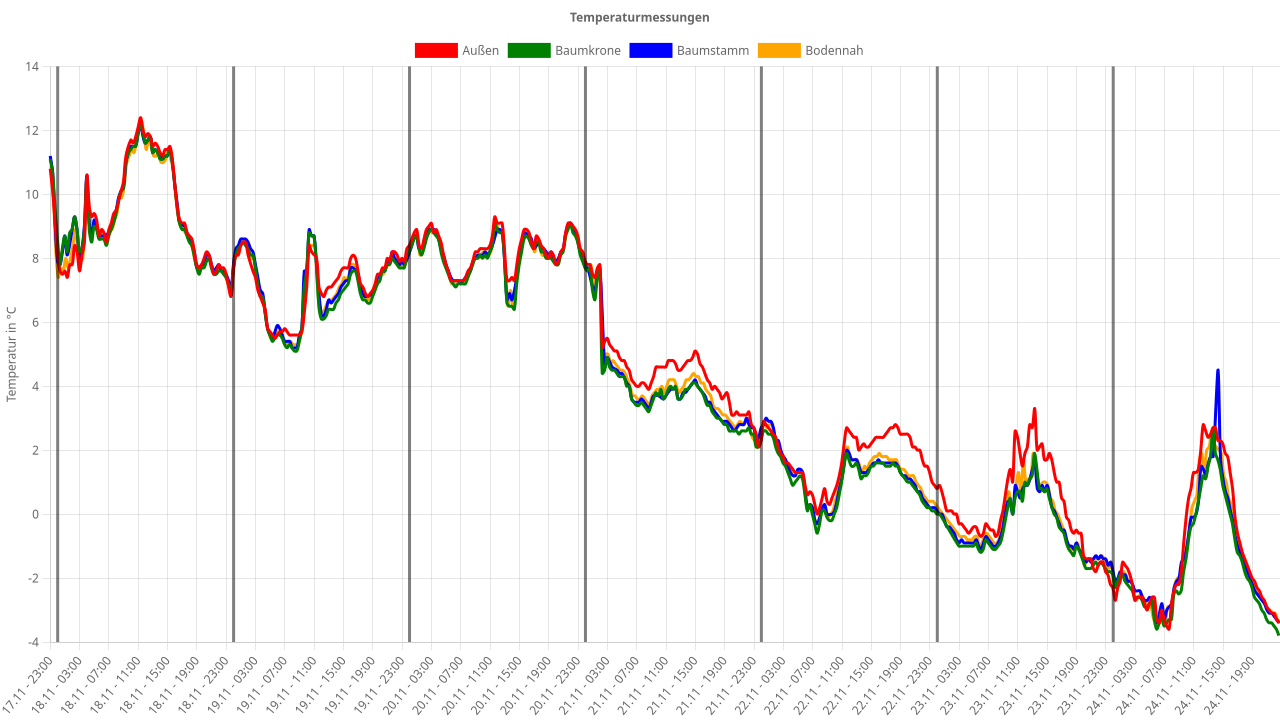 Temperaturmessungen
Außen Baumkrone Baumstamm Bodennah
Temperatur in °C
14
12
10
8
6
4
2
0
-2
-4
17.11 - 23:00
18.11 - 03:00
18.11 - 07:00
18.11 - 11:00
18.11 - 15:00
18.11 - 19:00
18.11 - 23:00
19.11 - 03:00
19.11 - 07:00
19.11 - 11:00
19.11 - 15:00
19.11 - 19:00
19.11 - 23:00
20.11 - 03:00
20.11 - 07:00
20.11 - 11:00
20.11 - 15:00
20.11 - 19:00
20.11 - 23:00
21.11 - 03:00
21.11 - 07:00
21.11 - 11:00
21.11 - 15:00
21.11 - 19:00
21.11 - 23:00
22.11 - 03:00
22.11 - 07:00
22.11 - 11:00
22.11 - 15:00
22.11 - 19:00
22.11 - 23:00
23.11 - 03:00
23.11 - 07:00
23.11 - 11:00
23.11 - 15:00
23.11 - 19:00
23.11 - 23:00
24.11 - 03:00
24.11 - 07:00
24.11 - 11:00
24.11 - 15:00
24.11 - 19:00